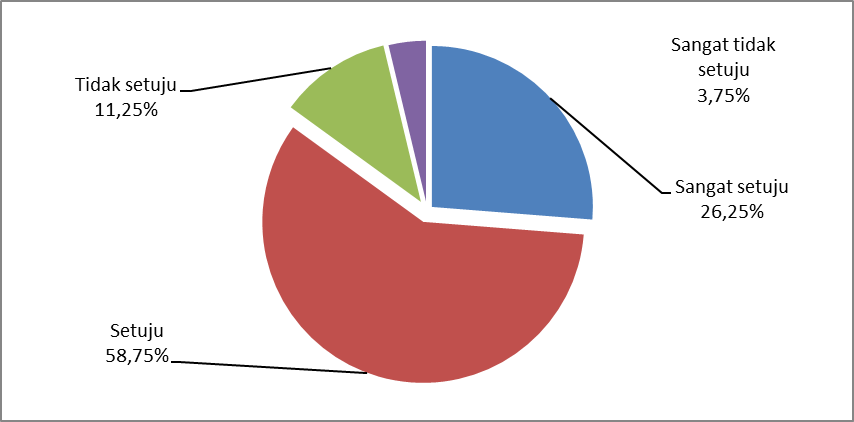 Sangat tidak
setuju
3,75%
Tidak setuju
11,25%
Sangat setuju
26,25%
Setuju
58,75%